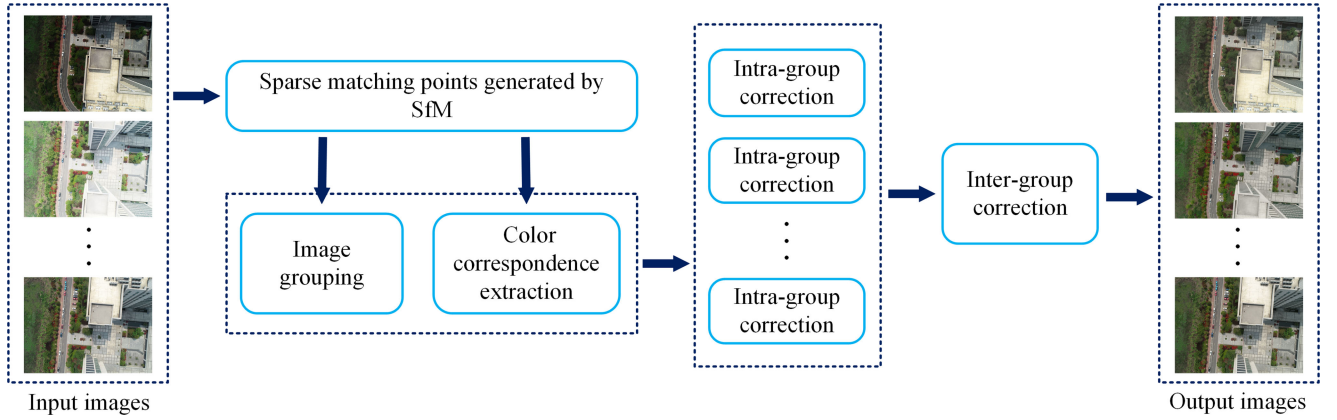 Sparse matching points generated by
SfM
Image
grouping
Color
correspondence
extraction
Intra-group
correction
Intra-group
correction
Intra-group
correction
Inter-group
correction
Input images
Output images